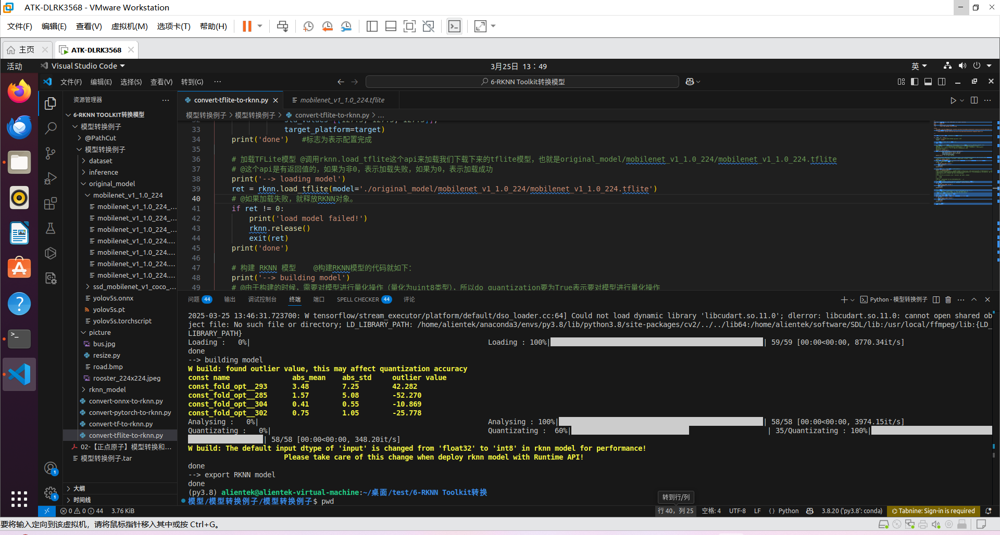 ATK-DLRK3568 - VMware Workstation
文件(F) 编辑(E) 查看(V) 虚拟机(M) 选项卡(T) 帮助(H)
主页 ATK-DLRK3568
活动 Visual Studio Code 3月25日 13：49 英
文件(F) 编辑(E) 选择(S) 查看(V) 转到(G) ··· 6-RKNN Toolkit转换模型
资源管理器 ···
6-RKNN TOOLKIT转换模型
模型转换例子
@PathCut
模型转换例子
dataset
inference
original_model
mobilenet_v1_1.0_224
mobilenet_v1_1.0_224_...
mobilenet_v1_1.0_224_...
mobilenet_v1_1.0_224_...
mobilenet_v1_1.0_224....
mobilenet_v1_1.0_224....
mobilenet_v1_1.0_224....
mobilenet_v1_1.0_224....
ssd_mobilenet_v1_coco_...
yolov5s.onnx
yolov5s.pt
yolov5s.torchscript
picture
bus.jpg
resize.py
road.bmp
rooster_224x224.jpeg
rknn_model
convert-onnx-to-rknn.py
convert-pytorch-to-rknn.py
convert-tf-to-rknn.py
convert-tflite-to-rknn.py
02-【正点原子】模型转换和...
模型转换例子.tar
大纲
时间线
convert-tflite-to-rknn.py mobilenet_v1_1.0_224.tflite
模型转换例子 > 模型转换例子 > convert-tflite-to-rknn.py > ...
32 std_values=[[127.5, 127.5, 127.5]],
33 target_platform=target)
34 print('done') #标志为表示配置完成
35
36 # 加载TFLite模型 @调用rknn.load_tflite这个api来加载我们下载下来的tflite模型，也就是original_model/mobilenet_v1_1.0_224/mobilenet_v1_1.0_224.tflite
37 # @这个api是有返回值的，如果为非0，表示加载失败，如果为0，表示加载成功
38 print('--> loading model')
39 ret = rknn.load_tflite(model='./original_model/mobilenet_v1_1.0_224/mobilenet_v1_1.0_224.tflite')
40 # @如果加载失败，就释放RKNN对象。
41 if ret != 0:
42 print('load model failed!')
43 rknn.release()
44 exit(ret)
45 print('done')
46
47 # 构建 RKNN 模型 @构建RKNN模型的代码就如下：
48 print('--> building model')
49 # @由于构建的时候，需要对模型进行量化操作（量化为uint8类型），所以do_quantization要为True表示要对模型进行量化操作
问题 44 输出 调试控制台 终端 端口 SPELL CHECKER 44 评论 Python - 模型转换例子
2025-03-25 13:46:31.723700: W tensorflow/stream_executor/platform/default/dso_loader.cc:64] Could not load dynamic library 'libcudart.so.11.0'; dlerror: libcudart.so.11.0: cannot open shared ob
ject file: No such file or directory; LD_LIBRARY_PATH: /home/alientek/anaconda3/envs/py3.8/lib/python3.8/site-packages/cv2/../../lib64:/home/alientek/software/SDL/lib:/usr/local/ffmpeg/lib:{LD_
LIBRARY_PATH}
Loading :   0%| Loading : 100%| | 59/59 [00:00<00:00, 8770.34it/s]
done
--> building model
W build: found outlier value, this may affect quantization accuracy
const name abs_mean abs_std outlier value
const_fold_opt__293 3.48 7.25 42.282
const_fold_opt__285 1.57 5.08 -52.270
const_fold_opt__304 0.41 0.55 -10.869
const_fold_opt__302 0.75 1.05 -25.778
Analysing :   0%| Analysing : 100%| | 58/58 [00:00<00:00, 3974.15it/s]
Quantizating :   0%| Quantizating :  60%| | 35/Quantizating : 100%|
| 58/58 [00:00<00:00, 348.20it/s]
W build: The default input dtype of 'input' is changed from 'float32' to 'int8' in rknn model for performance!
Please take care of this change when deploy rknn model with Runtime API!
done
--> export RKNN model
done
(py3.8) alientek@alientek-virtual-machine:~/桌面/test/6-RKNN Toolkit转换
模型/模型转换例子/模型转换例子$ pwd
转到行/列
1
1
0 0 44 3.76 KiB 行 40，列 25 空格: 4 UTF-8 LF {} Python 3.8.20 ('py3.8': conda) Tabnine: Sign-in is required
要将输入定向到该虚拟机，请将鼠标指针移入其中或按 Ctrl+G。